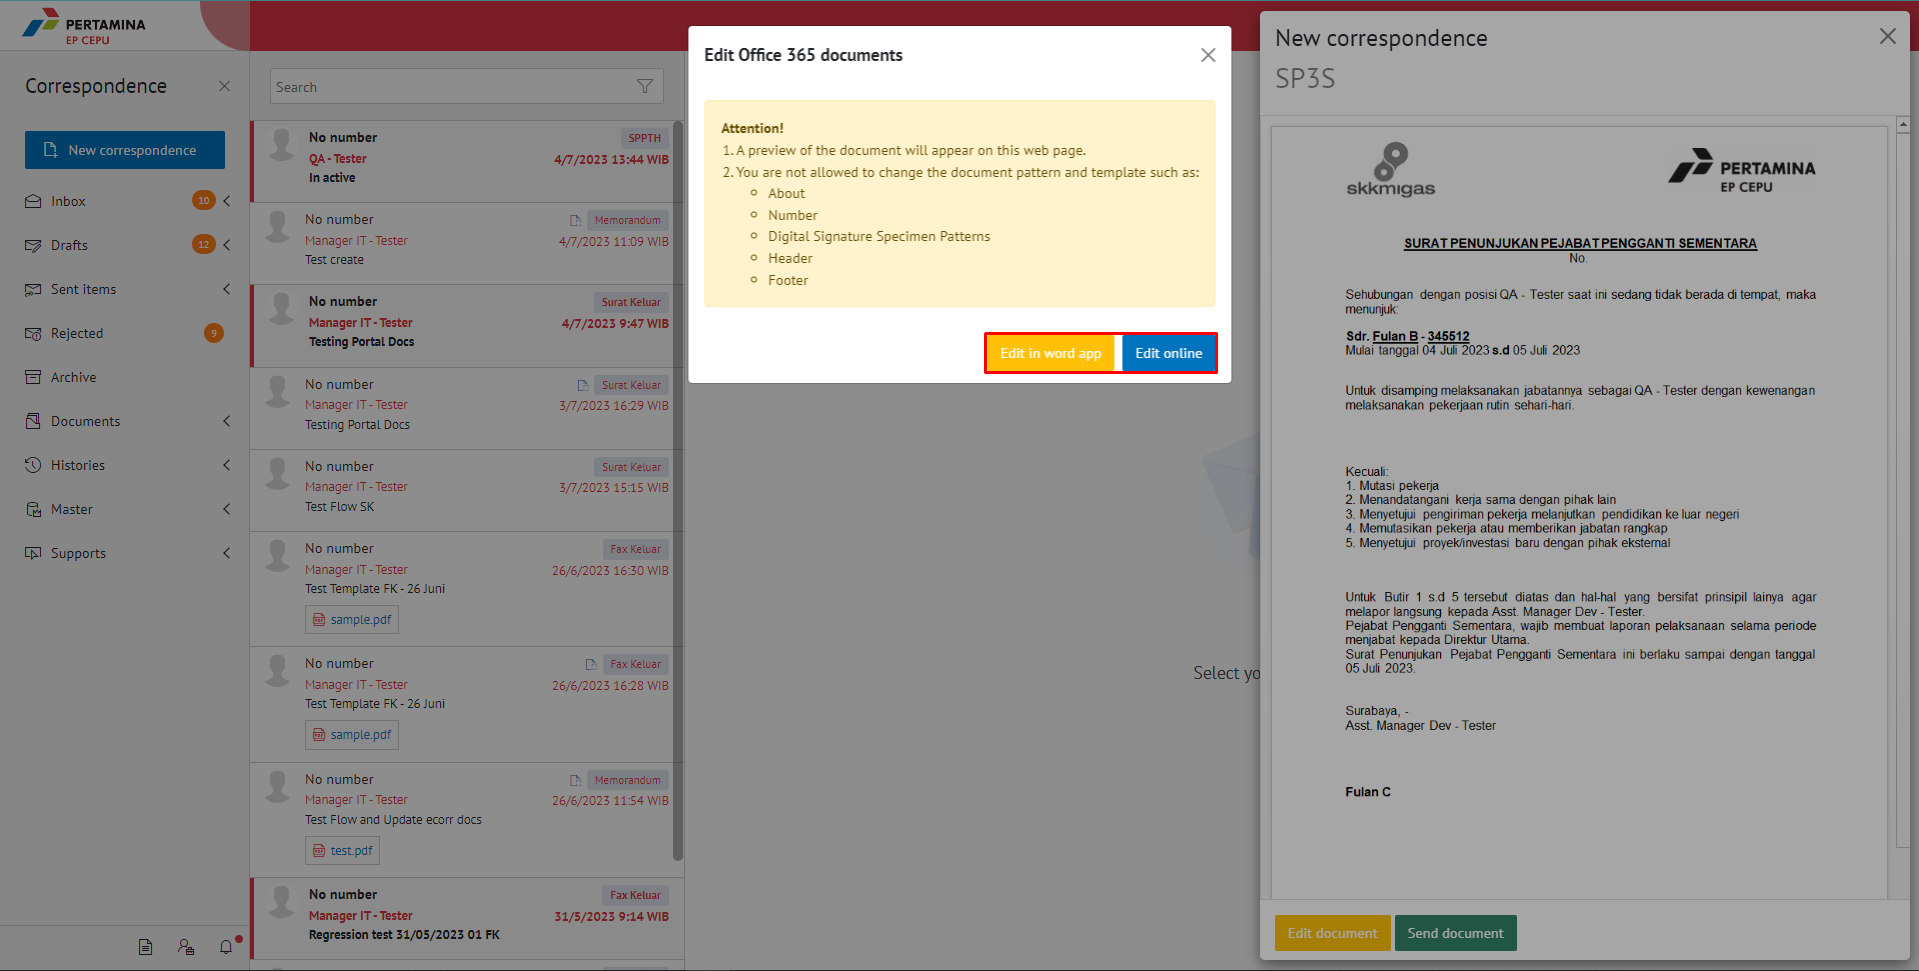 PERTAMINA
EP CEPU
Correspondence
New correspondence
Inbox
10
Drafts
12
Sent items
Rejected
9
Archive
Documents
Histories
Master
Supports
Search
No number
SPPTH
QA - Tester
4/7/2023 13:44 WIB
In active
No number
Memorandum
Manager IT - Tester
4/7/2023 11:09 WIB
Test create
No number
Surat Keluar
Manager IT - Tester
4/7/2023 9:47 WIB
Testing Portal Docs
No number
Surat Keluar
Manager IT - Tester
3/7/2023 16:29 WIB
Testing Portal Docs
No number
Surat Keluar
Manager IT - Tester
3/7/2023 15:15 WIB
Test Flow SK
No number
Fax Keluar
Manager IT - Tester
26/6/2023 16:30 WIB
Test Template FK - 26 Juni
sample.pdf
No number
Fax Keluar
Manager IT - Tester
26/6/2023 16:28 WIB
Test Template FK - 26 Juni
sample.pdf
No number
Memorandum
Manager IT - Tester
26/6/2023 11:54 WIB
Test Flow and Update ecorr docs
test.pdf
No number
Fax Keluar
Manager IT - Tester
31/5/2023 9:14 WIB
Regression test 31/05/2023 01 FK
Edit Office 365 documents
Attention!
1. A preview of the document will appear on this web page.
2. You are not allowed to change the document pattern and template such as:
About
Number
Digital Signature Specimen Patterns
Header
Footer
Edit in word app
Edit online
Select yo
New correspondence
SP3S
skkmigas
PERTAMINA
EP CEPU
SURAT PENUNJUKAN PEJABAT PENGGANTI SEMENTARA
No.
Sehubungan dengan posisi QA - Tester saat ini sedang tidak berada di tempat, maka
menunjuk:
Sdr. Fulan B - 345512
Mulai tanggal 04 Juli 2023 s.d 05 Juli 2023
Untuk disamping melaksanakan jabatannya sebagai QA - Tester dengan kewenangan
melaksanakan pekerjaan rutin sehari-hari.
Kecuali:
1. Mutasi pekerja
2. Menandatangani kerja sama dengan pihak lain
3. Menyetujui pengiriman pekerja melanjutkan pendidikan ke luar negeri
4. Memutasikan pekerja atau memberikan jabatan rangkap
5. Menyetujui proyek/investasi baru dengan pihak eksternal
Untuk Butir 1 s.d 5 tersebut diatas dan hal-hal yang bersifat prinsipil lainya agar
melapor langsung kepada Asst. Manager Dev - Tester.
Pejabat Pengganti Sementara, wajib membuat laporan pelaksanaan selama periode
menjabat kepada Direktur Utama.
Surat Penunjukan Pejabat Pengganti Sementara ini berlaku sampai dengan tanggal
05 Juli 2023.
Surabaya, -
Asst. Manager Dev - Tester
Fulan C
Edit document
Send document